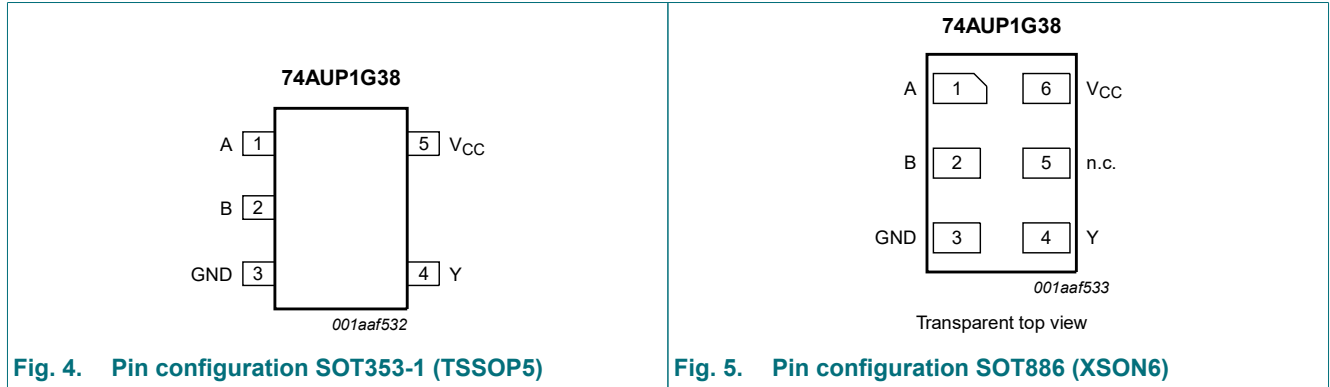 74AUP1G38
A 1 5 VCC
B 2
GND 3 4 Y
001aaf532
Fig. 4. Pin configuration SOT353-1 (TSSOP5)
74AUP1G38
A 1 6 VCC
B 2 5 n.c.
GND 3 4 Y
001aaf533
Transparent top view
Fig. 5. Pin configuration SOT886 (XSON6)